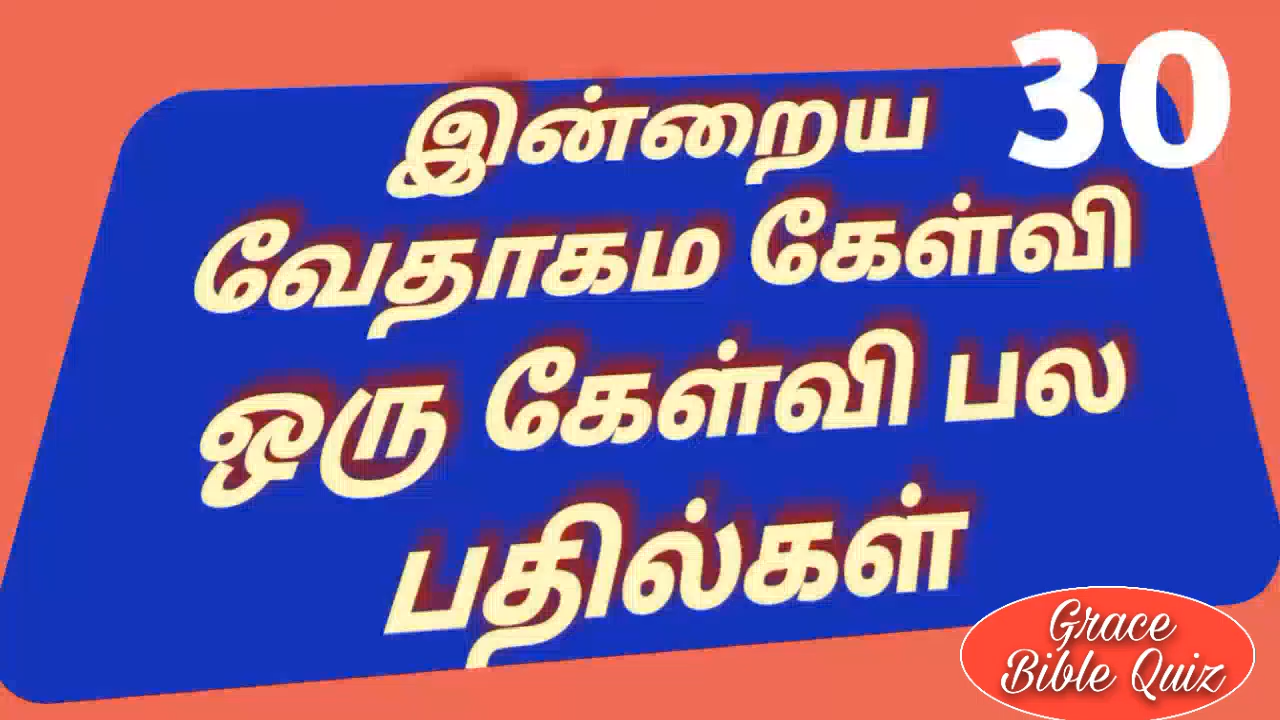 30
இன்றைய
வேதாகம கேள்வி
ஒரு கேள்வி பல
பதில்கள்
Grace
Bible Quiz